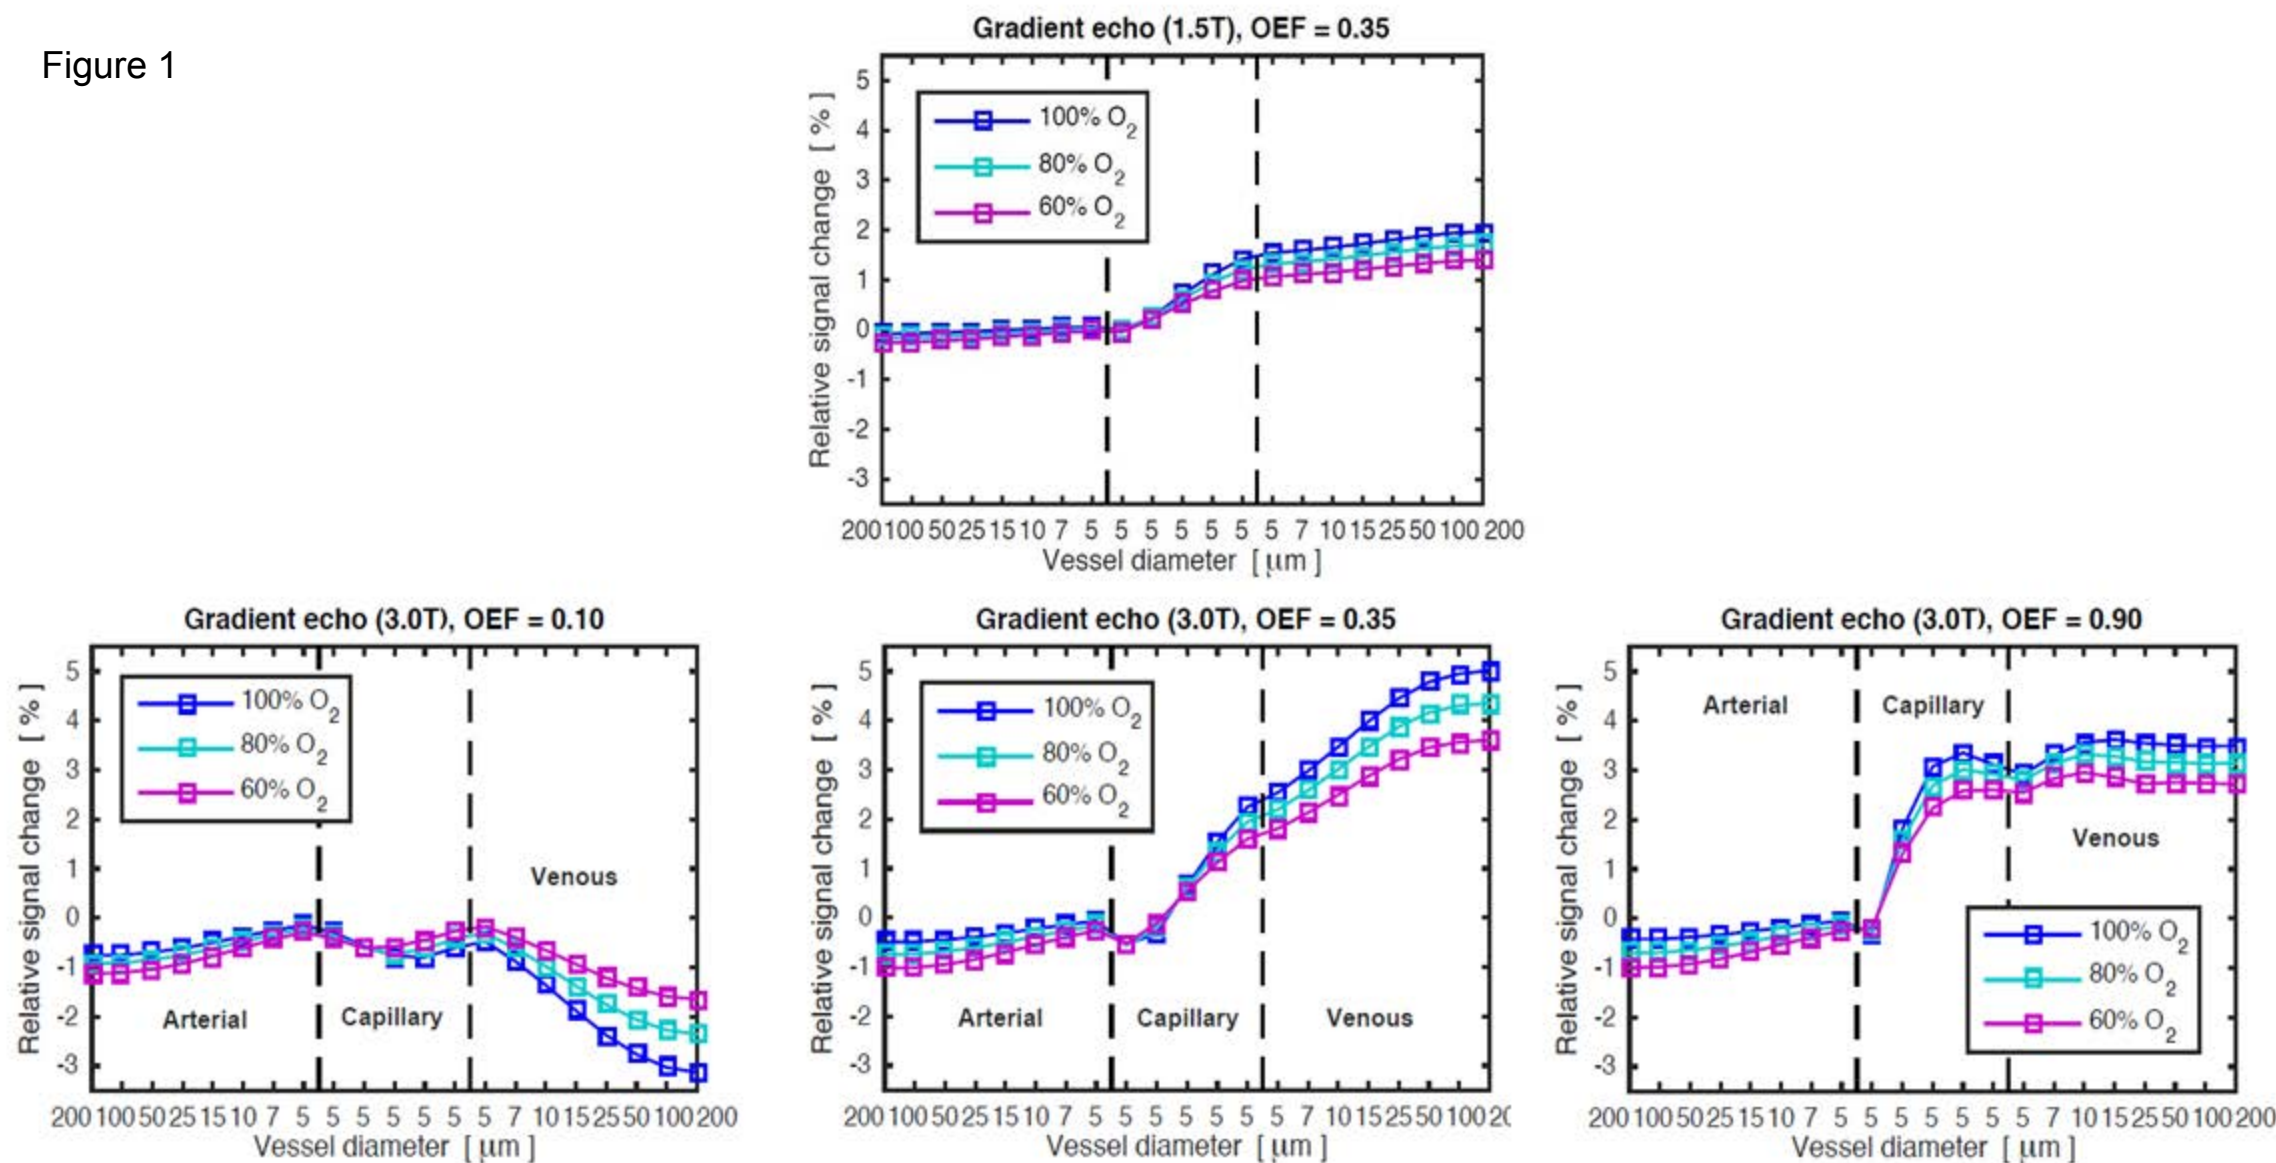 Figure 1
Gradient echo (1.5T), OEF = 0.35
Relative signal change [ % ]
5
4
3
2
1
0
-1
-2
-3
100% O2
80% O2
60% O2
200 100 50 25 15 10 7 5 5 5 5 5 5 5 7 10 15 25 50 100 200
Vessel diameter [ μm ]
Gradient echo (3.0T), OEF = 0.10
Relative signal change [ % ]
5
4
3
2
1
0
-1
-2
-3
100% O2
80% O2
60% O2
Venous
Arterial
Capillary
200 100 50 25 15 10 7 5 5 5 5 5 5 5 7 10 15 25 50 100 200
Vessel diameter [ μm ]
Gradient echo (3.0T), OEF = 0.35
Relative signal change [ % ]
5
4
3
2
1
0
-1
-2
-3
100% O2
80% O2
60% O2
Arterial
Capillary
Venous
200 100 50 25 15 10 7 5 5 5 5 5 5 5 7 10 15 25 50 100 20
Vessel diameter [ μm ]
Gradient echo (3.0T), OEF = 0.90
Relative signal change [ % ]
5
4
3
2
1
0
-1
-2
-3
Arterial
Capillary
Venous
100% O2
80% O2
60% O2
200 100 50 25 15 10 7 5 5 5 5 5 5 5 7 10 15 25 50 100 200
Vessel diameter [ μm ]